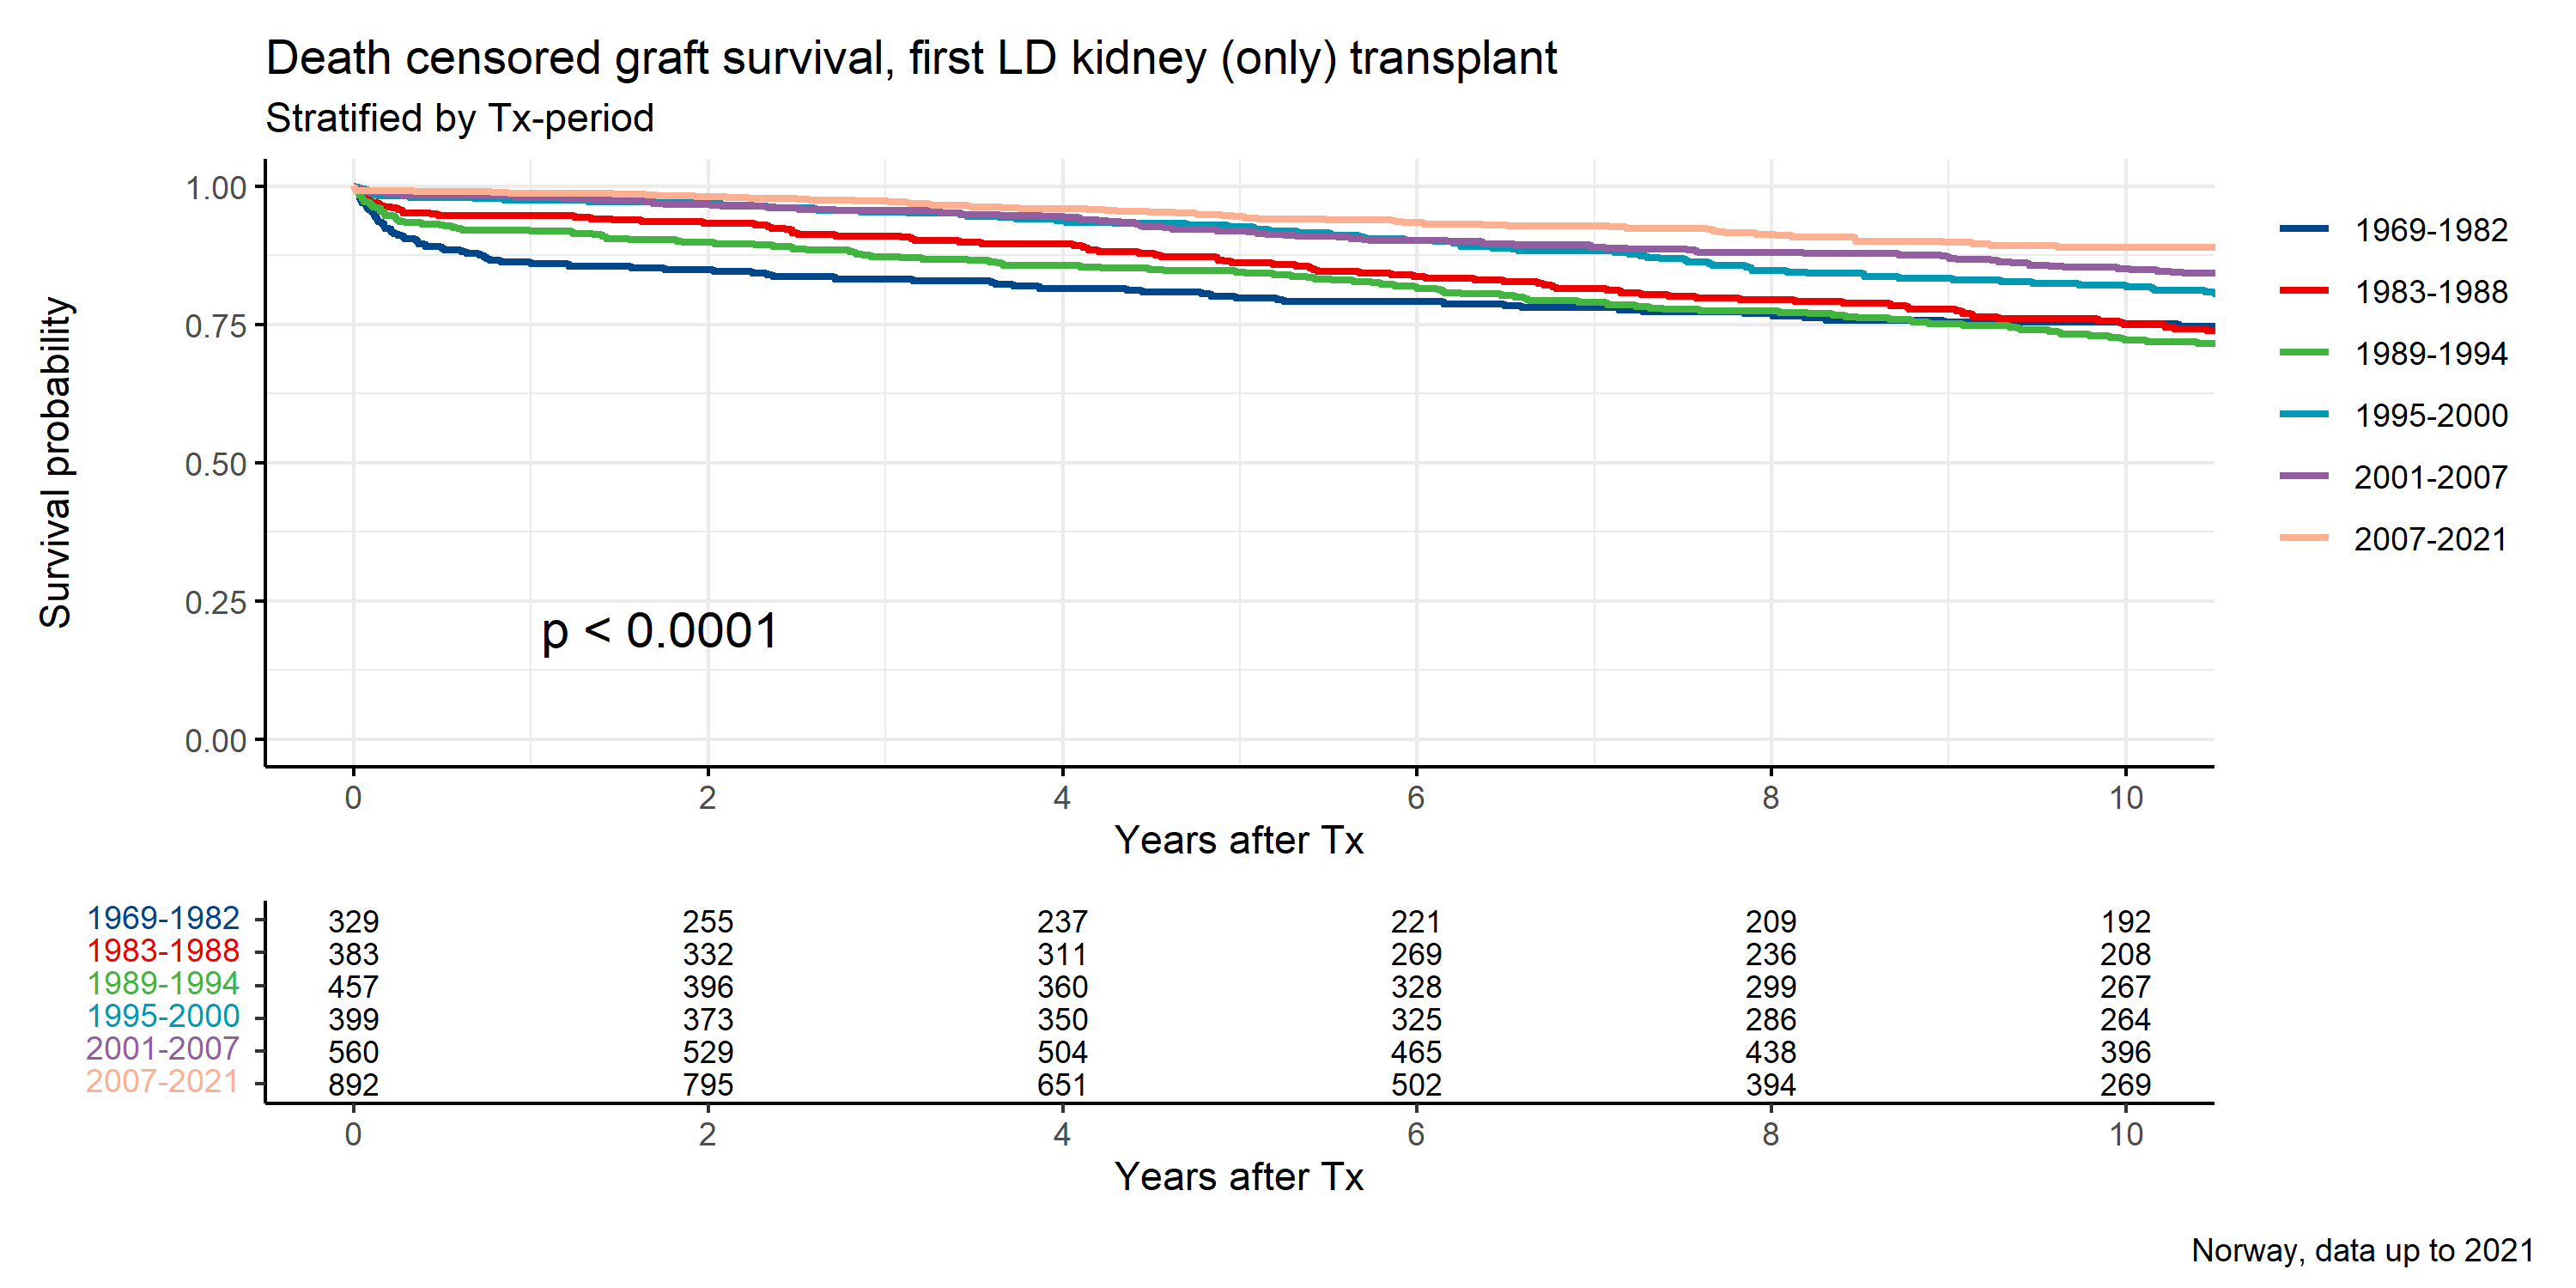 Death censored graft survival, first LD kidney (only) transplant
Stratified by Tx-period
Survival probability
1.00
0.75
0.50
0.25
0.00
p < 0.0001
0 2 4 6 8 10
Years after Tx
1969-1982
1983-1988
1989-1994
1995-2000
2001-2007
2007-2021
1969-1982 329 255 237 221 209 192
1983-1988 383 332 311 269 236 208
1989-1994 457 396 360 328 299 267
1995-2000 399 373 350 325 286 264
2001-2007 560 529 504 465 438 396
2007-2021 892 795 651 502 394 269
0 2 4 6 8 10
Years after Tx
Norway, data up to 2021